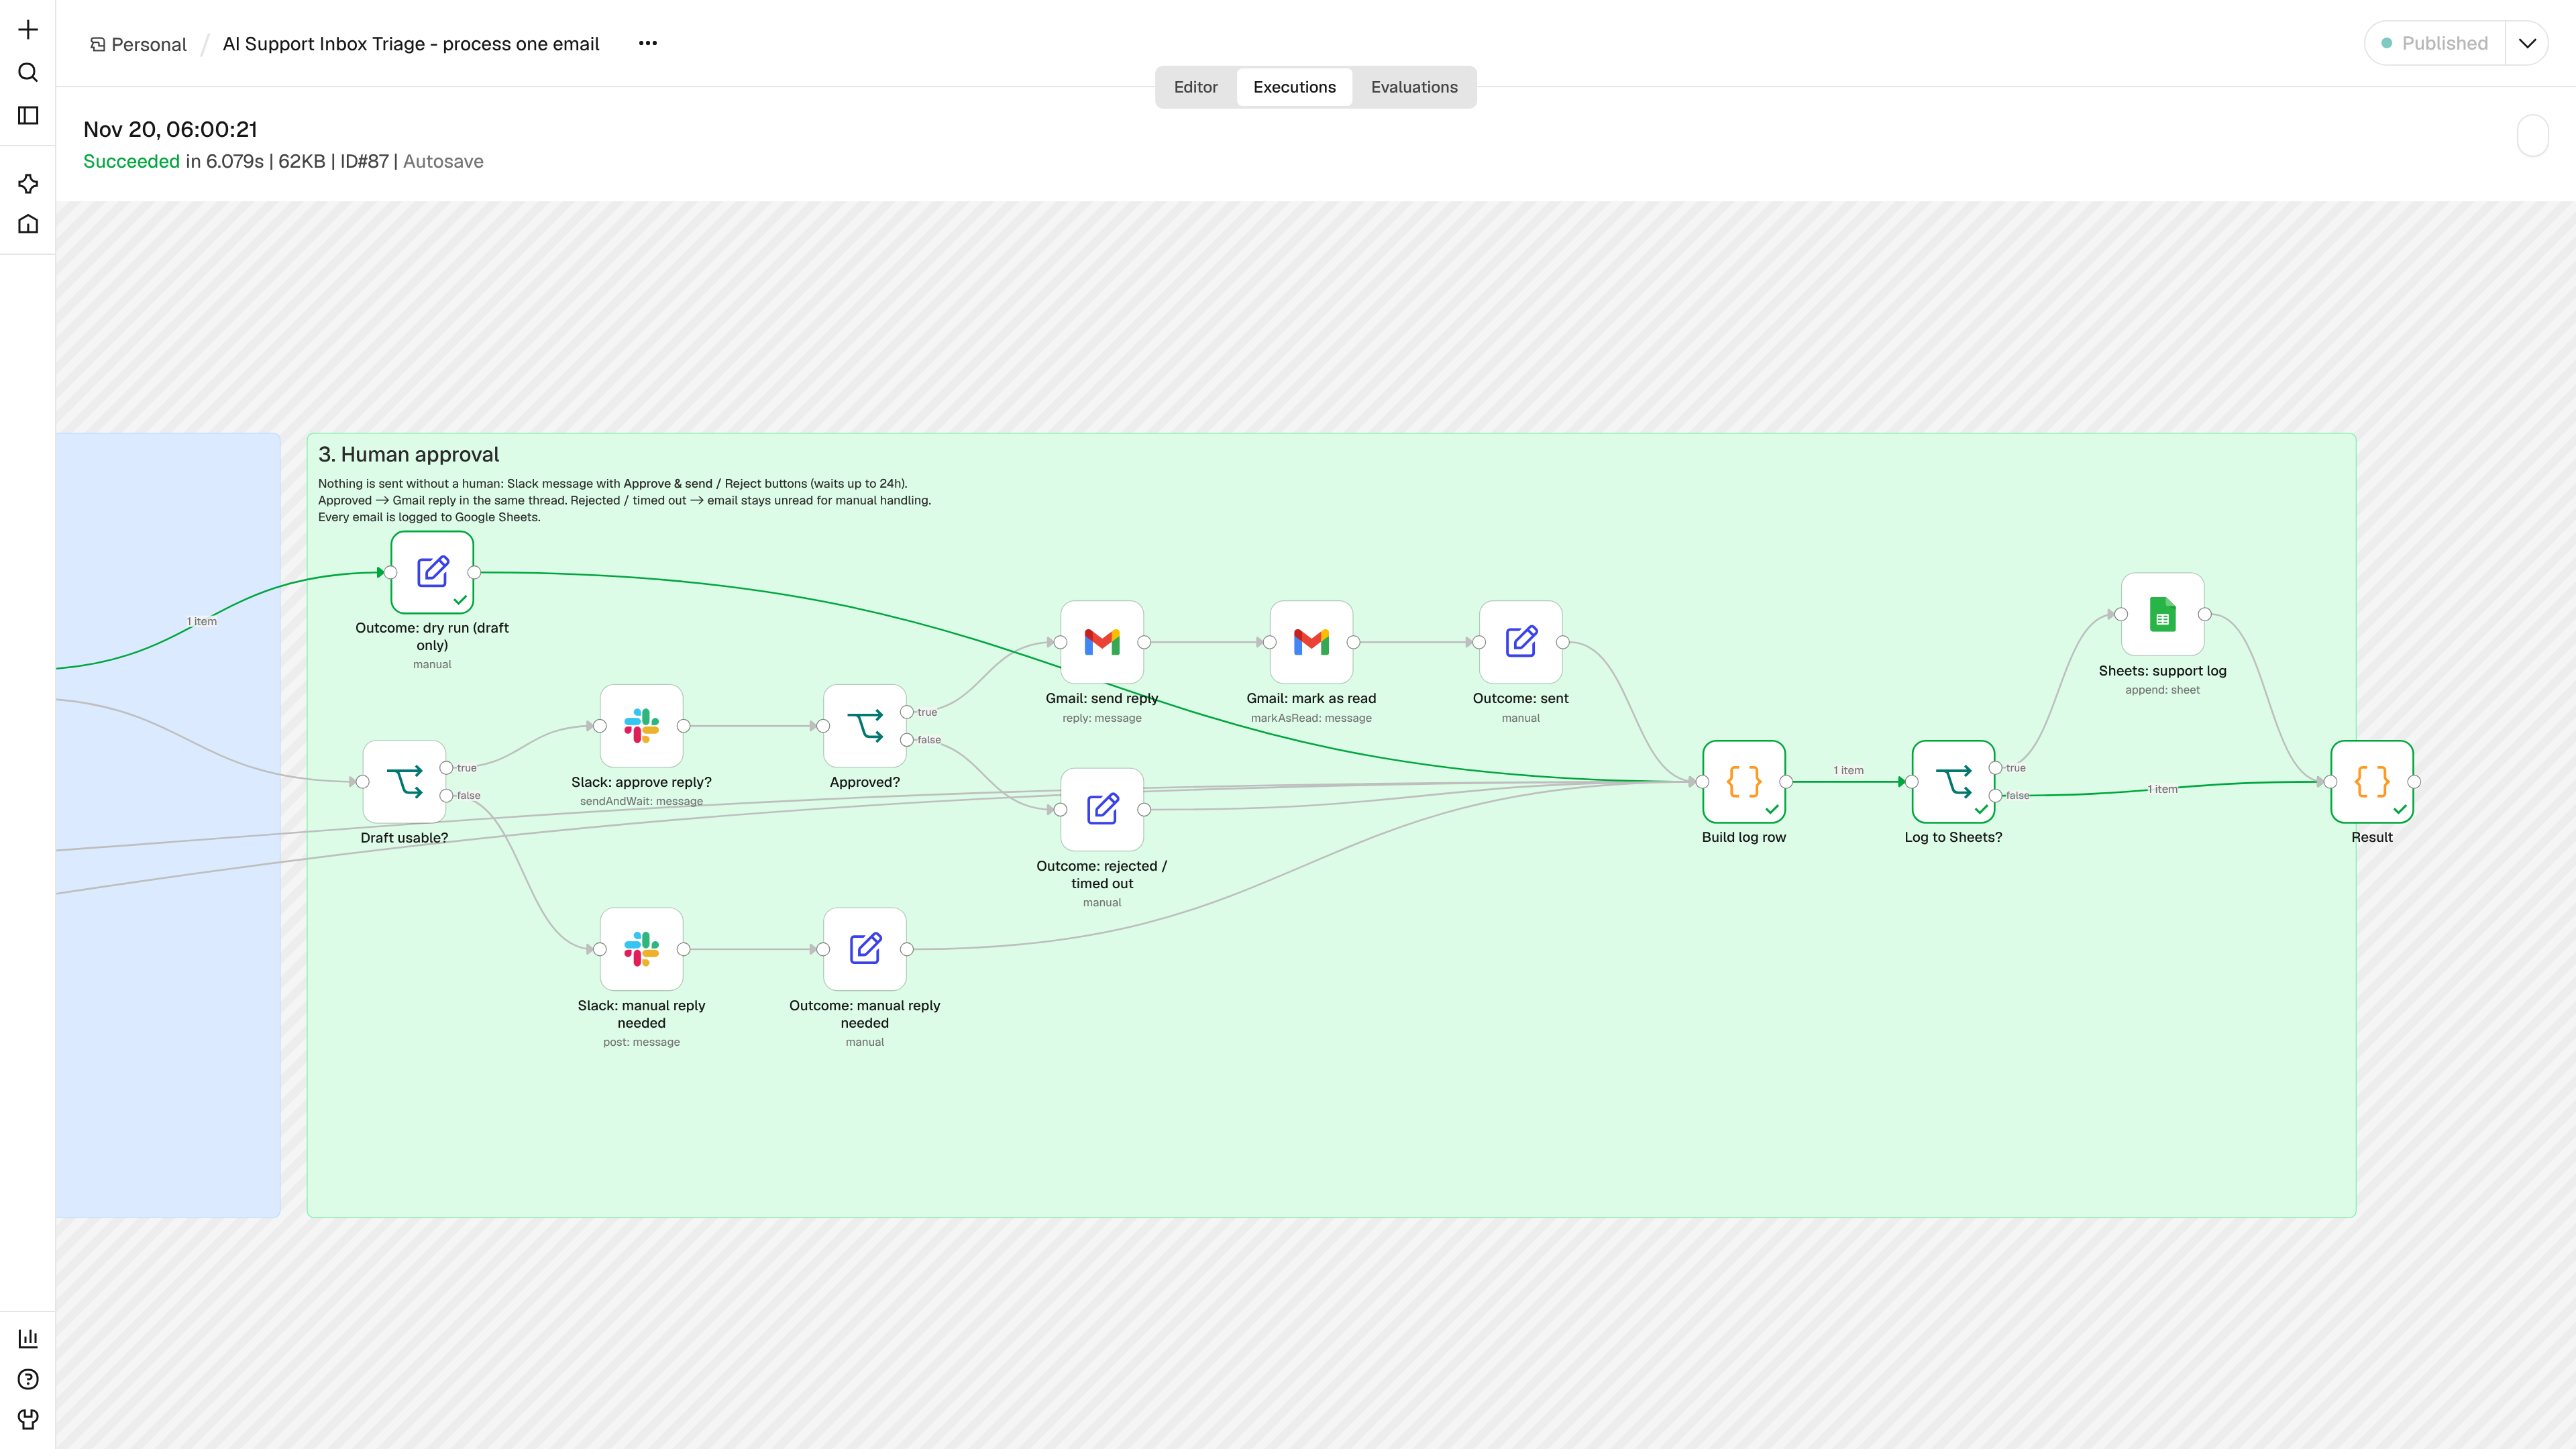 Personal / AI Support Inbox Triage - process one email
Published
Editor
Executions
Evaluations
Nov 20, 06:00:21
Succeeded in 6.079s | 62KB | ID#87 | Autosave
3. Human approval
Nothing is sent without a human: Slack message with Approve & send / Reject buttons (waits up to 24h).
Approved → Gmail reply in the same thread. Rejected / timed out → email stays unread for manual handling.
Every email is logged to Google Sheets.
1 item
Outcome: dry run (draft
only)
manual
Draft usable?
true
false
Slack: approve reply?
sendAndWait: message
Approved?
true
false
Gmail: send reply
reply: message
Gmail: mark as read
markAsRead: message
Outcome: sent
manual
Outcome: rejected /
timed out
manual
Slack: manual reply
needed
post: message
Outcome: manual reply
needed
manual
Build log row
1 item
Log to Sheets?
true
false
Sheets: support log
append: sheet
1 item
Result